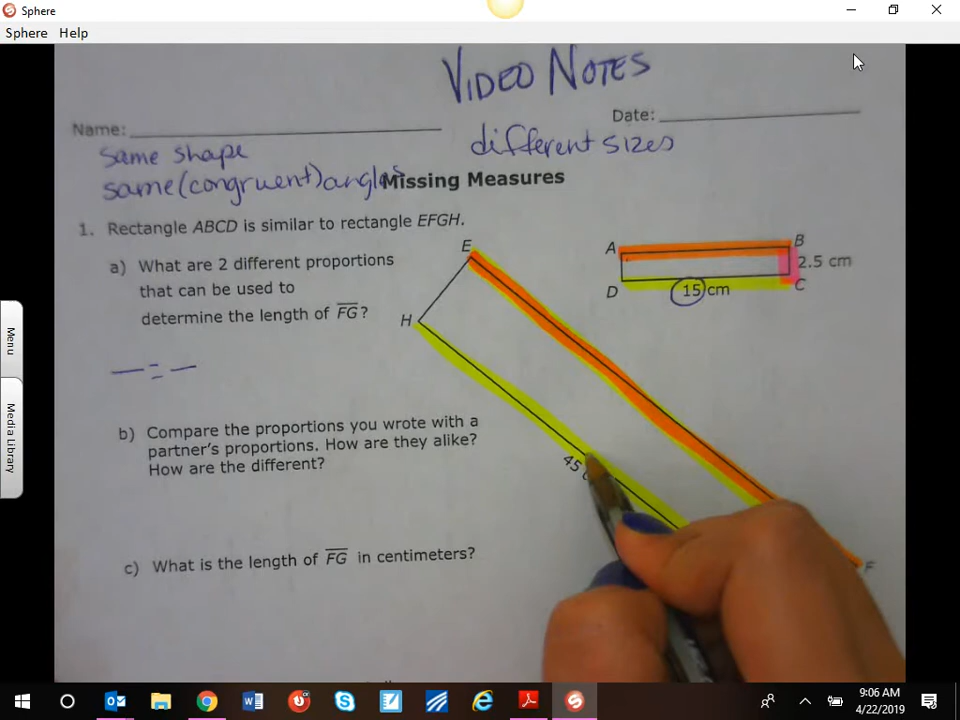 Sphere
Sphere Help
VIDEO NOTES
Name:
Date:
same shape
different sizes
same (congruent) angles
Missing Measures
1. Rectangle ABCD is similar to rectangle EFGH.
a) What are 2 different proportions
that can be used to
determine the length of FG?
— = —
E
H
F
45
A
B
2.5 cm
D
15 cm
C
b) Compare the proportions you wrote with a
partner's proportions. How are they alike?
How are the different?
c) What is the length of FG in centimeters?
Menu
Media Library
9:06 AM
4/22/2019